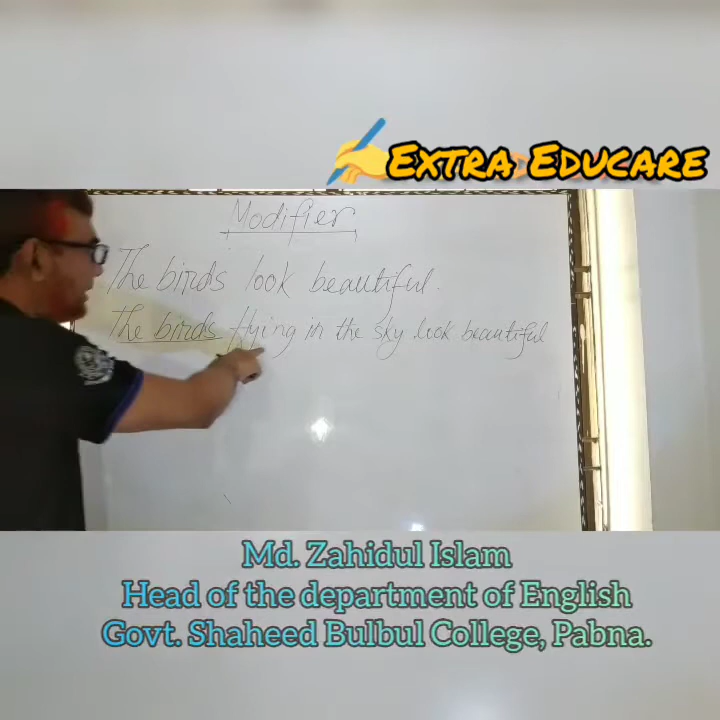 EXTRA EDUCARE
Modifier
The birds look beautiful.
The birds flying in the sky look beautiful
Md. Zahidul Islam
Head of the department of English
Govt. Shaheed Bulbul College, Pabna.